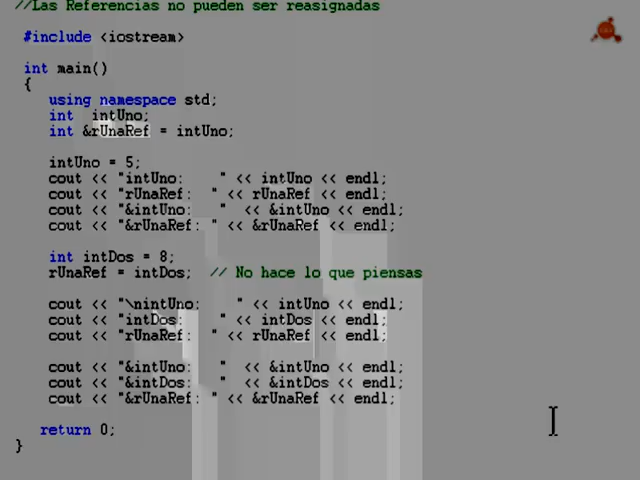 //Las Referencias no pueden ser reasignadas
#include <iostream>
int main()
{
using namespace std;
int  intUno;
int &rUnaRef = intUno;
intUno = 5;
cout << "intUno:    " << intUno << endl;
cout << "rUnaRef:  " << rUnaRef << endl;
cout << "&intUno:    "  << &intUno << endl;
cout << "&rUnaRef: " << &rUnaRef << endl;
int intDos = 8;
rUnaRef = intDos;  // No hace lo que piensas
cout << "\nintUno:    " << intUno << endl;
cout << "intDos:    " << intDos << endl;
cout << "rUnaRef:  " << rUnaRef << endl;
cout << "&intUno:    "  << &intUno << endl;
cout << "&intDos:    "  << &intDos << endl;
cout << "&rUnaRef: " << &rUnaRef << endl;
return 0;
}